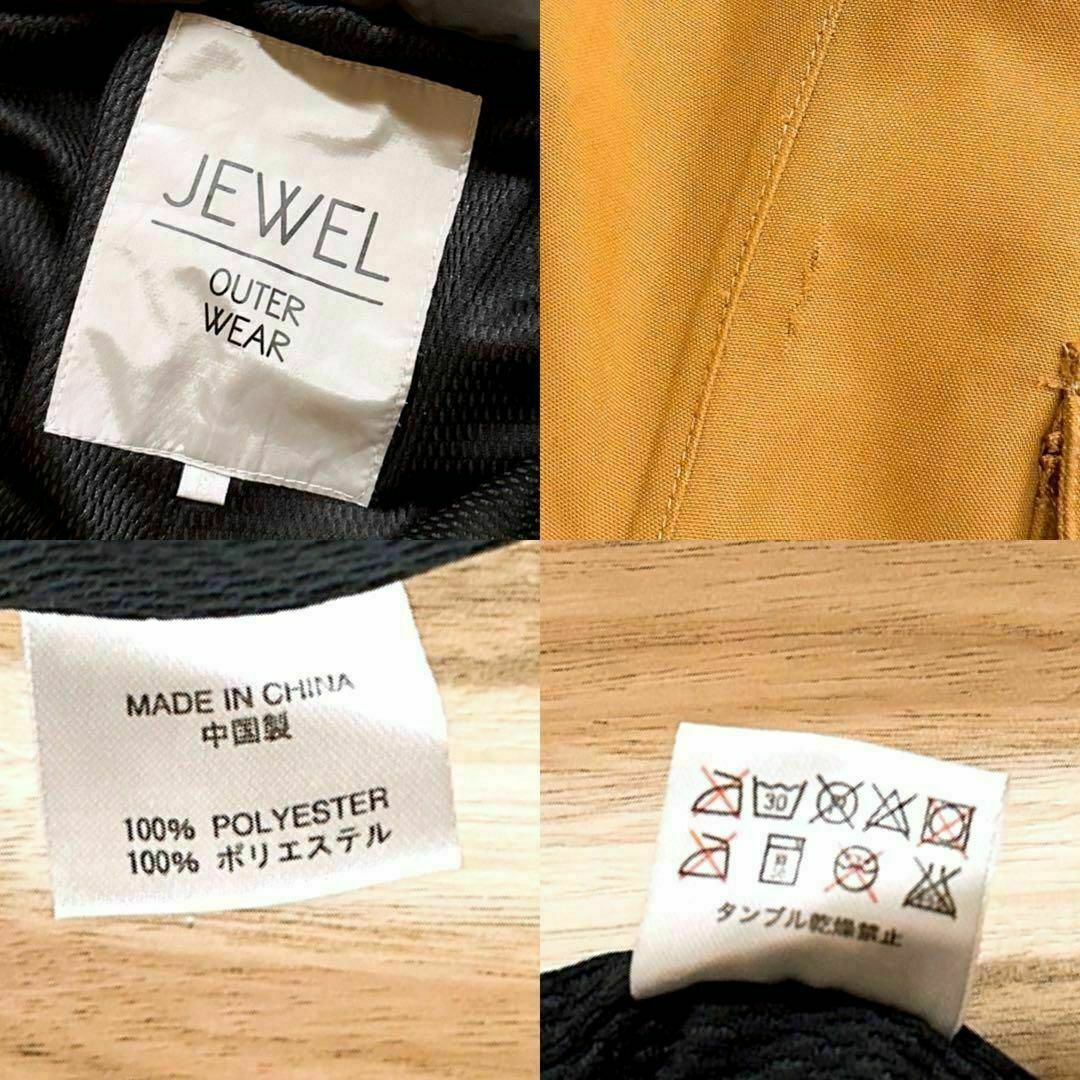 JEWEL
OUTER
WEAR
MADE IN CHINA
中国製
100% POLYESTER
100% ポリエステル
30
タンブル乾燥禁止